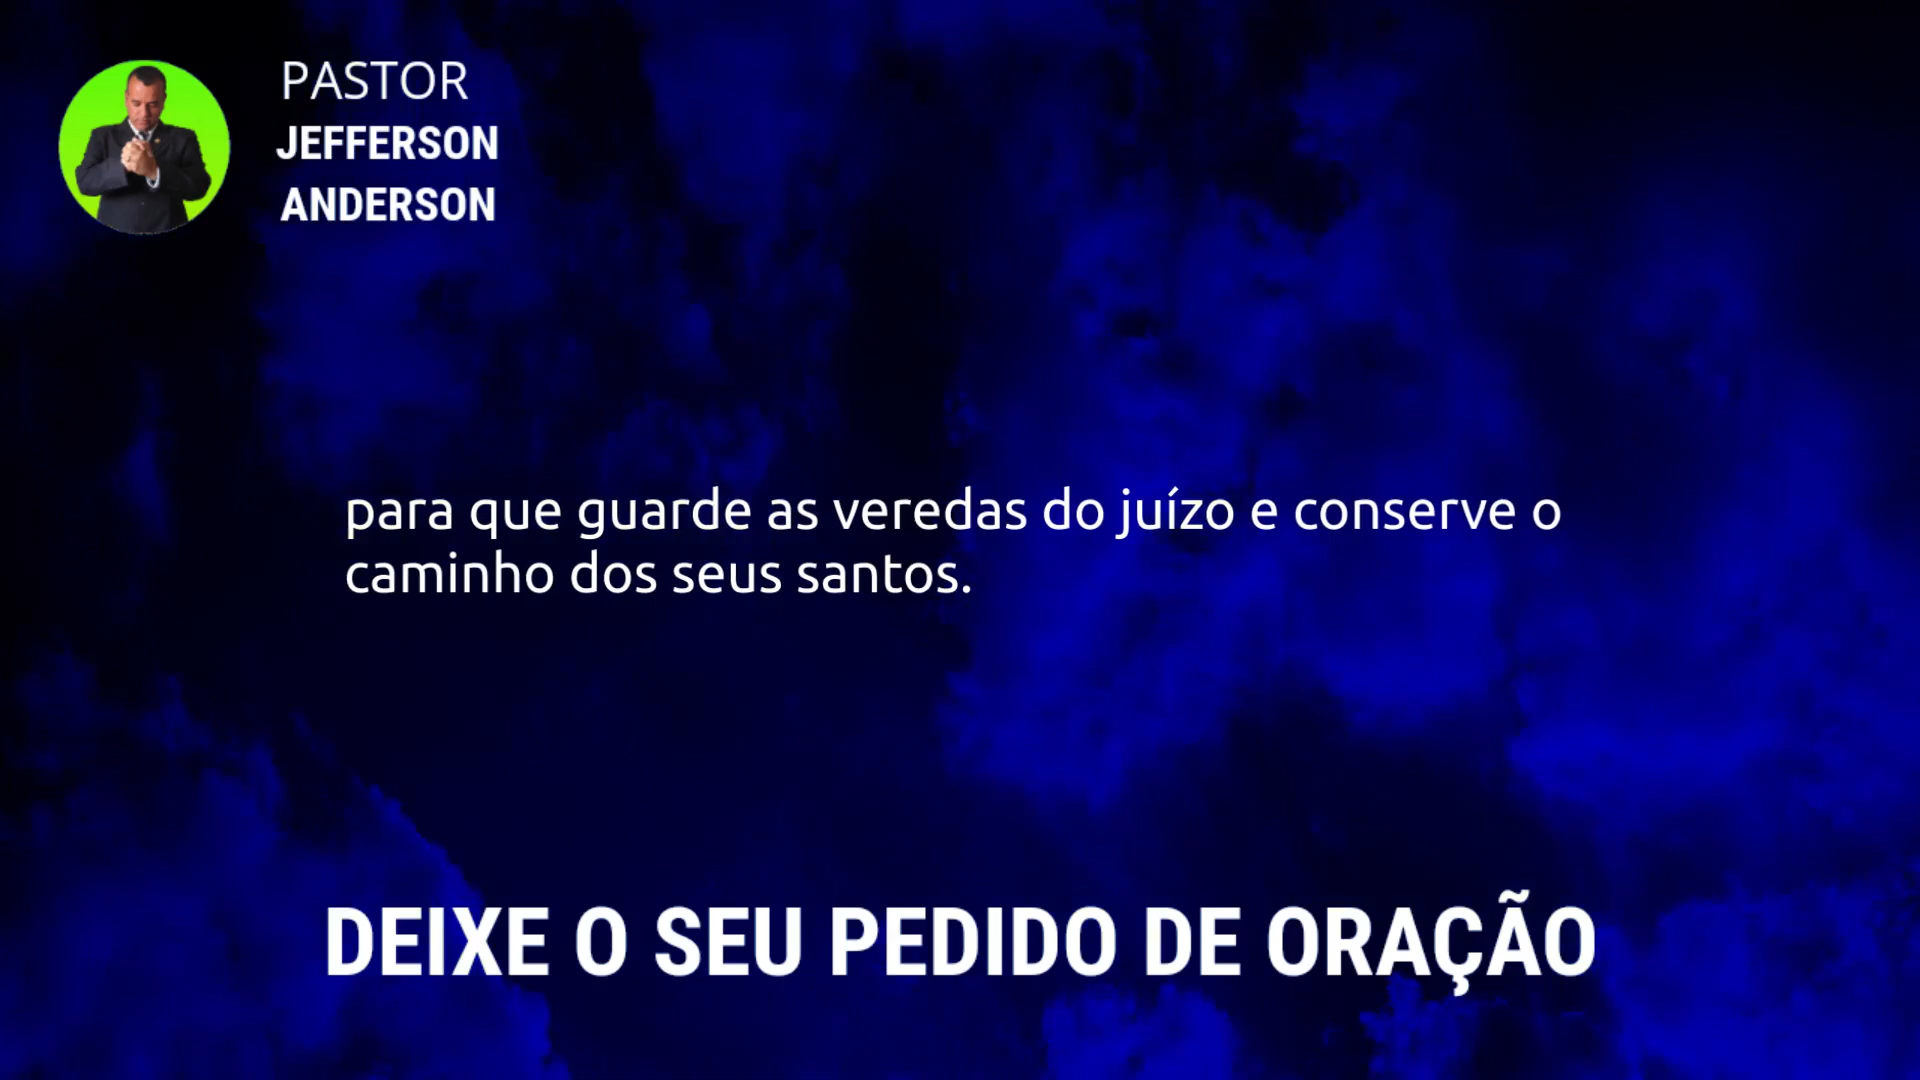 PASTOR
JEFFERSON
ANDERSON
para que guarde as veredas do juízo e conserve o
caminho dos seus santos.
DEIXE O SEU PEDIDO DE ORAÇÃO